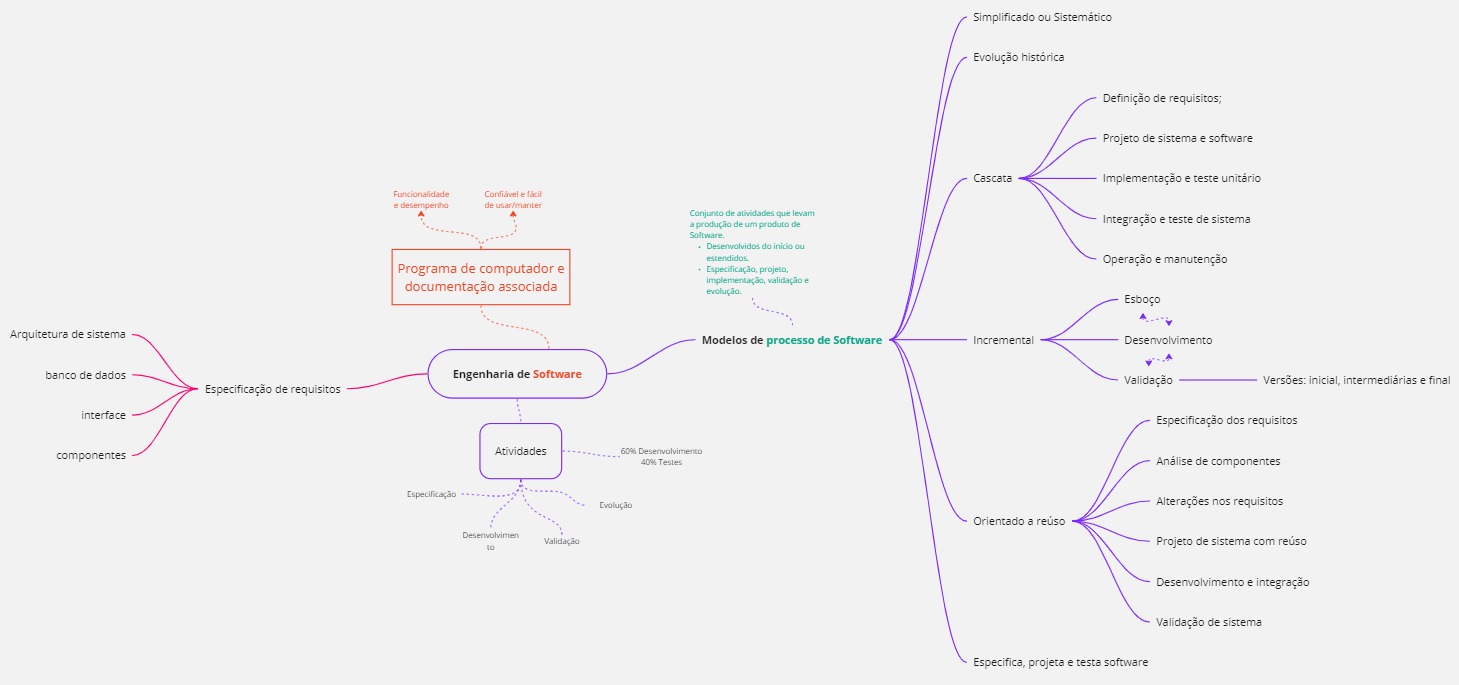 Simplificado ou Sistemático
Evolução histórica
Cascata
Definição de requisitos;
Projeto de sistema e software
Implementação e teste unitário
Integração e teste de sistema
Operação e manutenção
Funcionalidade
e desempenho
Confiável e fácil
de usar/manter
Programa de computador e
documentação associada
Conjunto de atividades que levam
a produção de um produto de
Software.
• Desenvolvidos do início ou
estendidos.
• Especificação, projeto,
implementação, validação e
evolução.
Modelos de processo de Software
Engenharia de Software
Especificação de requisitos
Arquitetura de sistema
banco de dados
interface
componentes
Atividades
60% Desenvolvimento
40% Testes
Especificação
Desenvolvimen
to
Validação
Evolução
Incremental
Esboço
Desenvolvimento
Validação
Versões: inicial, intermediárias e final
Orientado a reúso
Especificação dos requisitos
Análise de componentes
Alterações nos requisitos
Projeto de sistema com reúso
Desenvolvimento e integração
Validação de sistema
Especifica, projeta e testa software